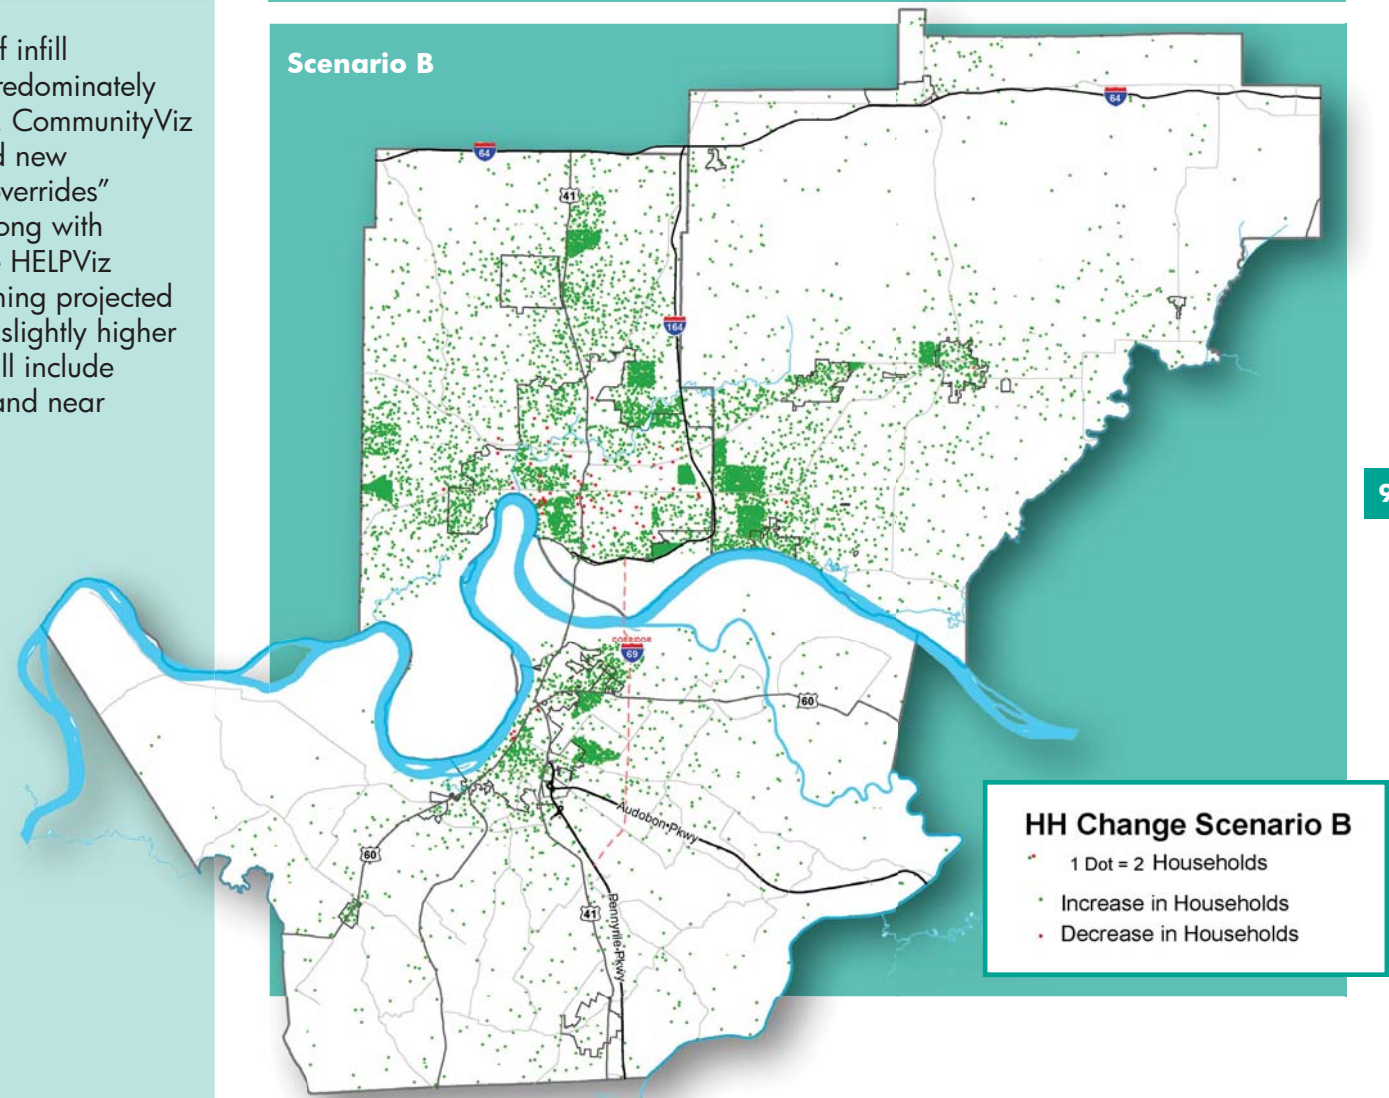 f infill
redominately
CommunityViz
d new
verrides”
ong with
HELPViz
ning projected
slightly higher
ll include
and near
Scenario B
64
64
41
164
9
CORRIDOR
69
60
Audobon Pkwy
60
41
Pennyrile Pkwy
HH Change Scenario B
1 Dot = 2 Households
Increase in Households
Decrease in Households